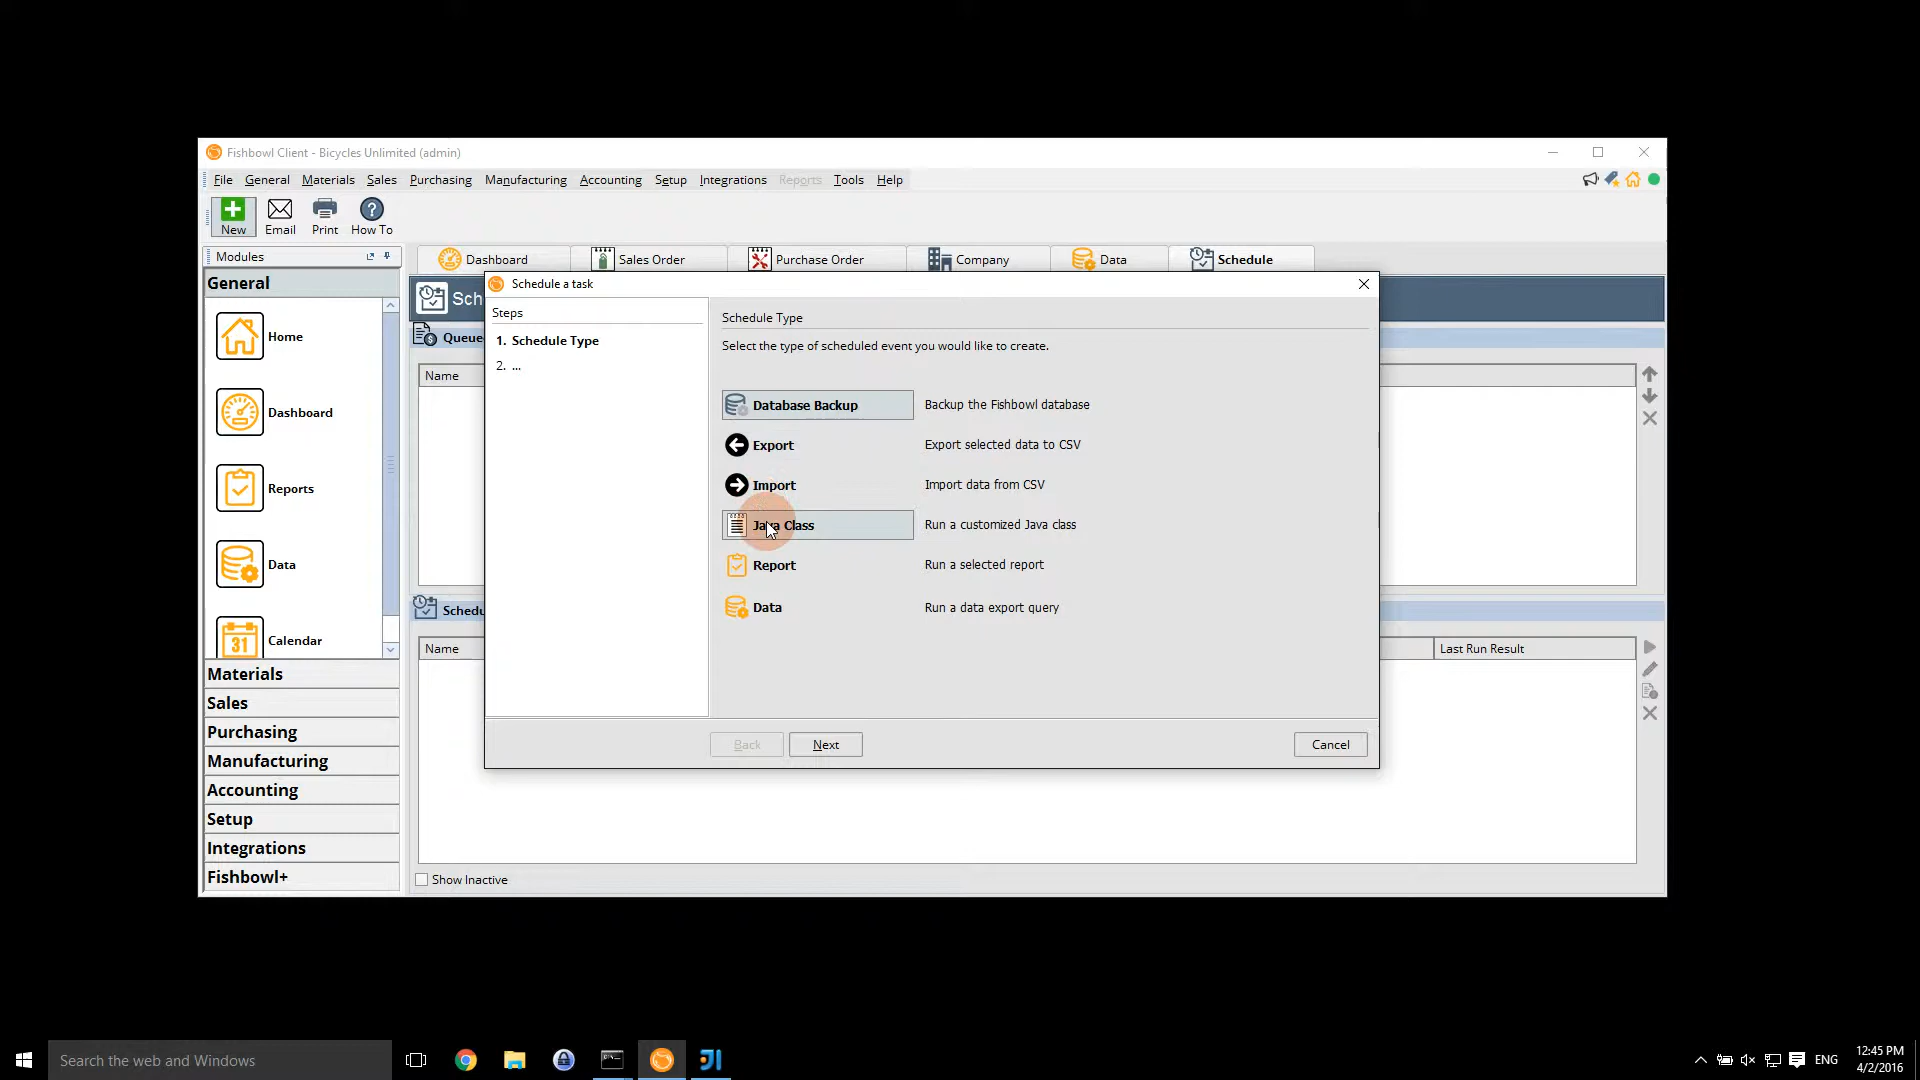 Fishbowl Client - Bicycles Unlimited (admin)
File General Materials Sales Purchasing Manufacturing Accounting Setup Integrations Reports Tools Help
New Email Print How To
Modules
Dashboard Sales Order Purchase Order Company Data Schedule
General
Home
Dashboard
Reports
Data
31 Calendar
Materials
Sales
Purchasing
Manufacturing
Accounting
Setup
Integrations
Fishbowl+
Sch
Queue
Name
Schedu
Name
Last Run Result
Show Inactive
Schedule a task
Steps
1. Schedule Type
2. ...
Schedule Type
Select the type of scheduled event you would like to create.
Database Backup Backup the Fishbowl database
Export Export selected data to CSV
Import Import data from CSV
Java Class Run a customized Java class
Report Run a selected report
Data Run a data export query
Back Next Cancel
Search the web and Windows
ENG
12:45 PM
4/2/2016